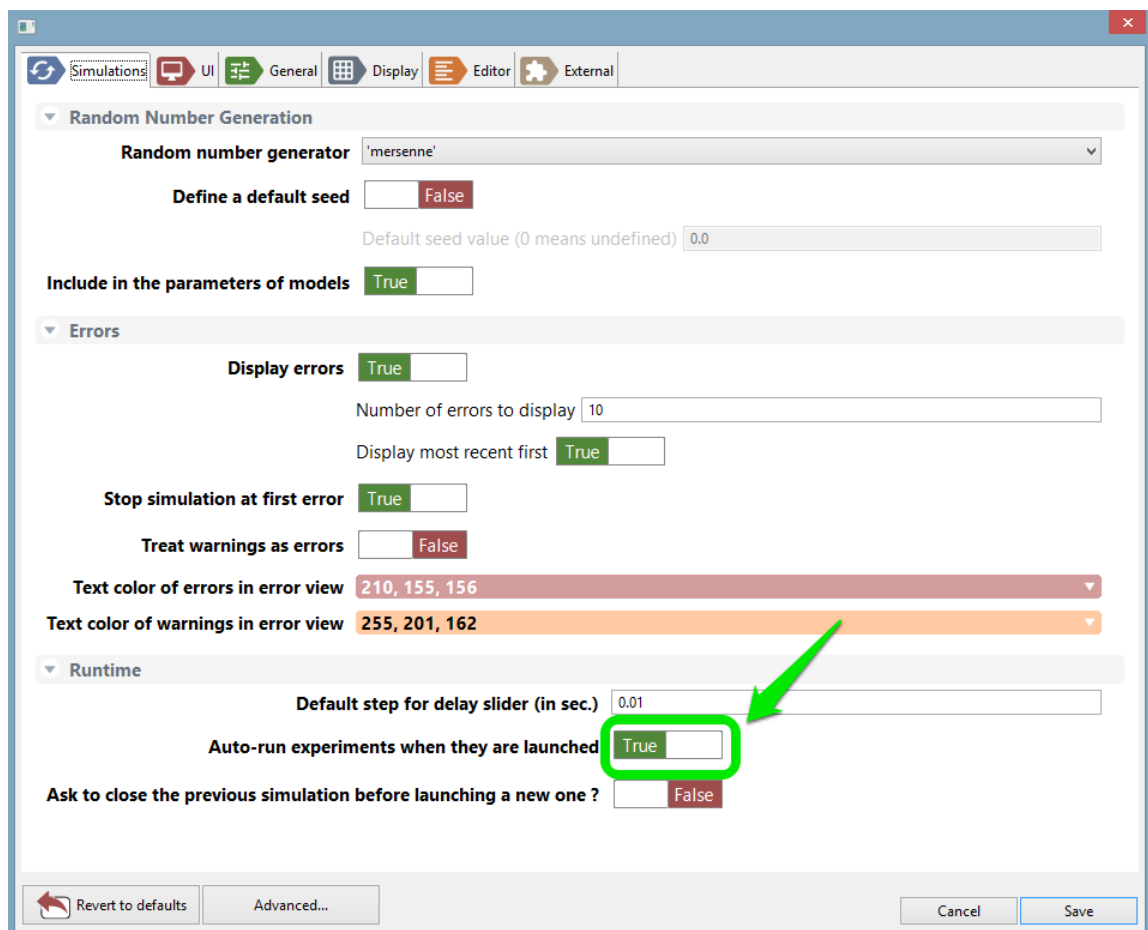 Simulations UI General Display Editor External
Random Number Generation
Random number generator 'mersenne'
Define a default seed False
Default seed value (0 means undefined) 0.0
Include in the parameters of models True
Errors
Display errors True
Number of errors to display 10
Display most recent first True
Stop simulation at first error True
Treat warnings as errors False
Text color of errors in error view 210, 155, 156
Text color of warnings in error view 255, 201, 162
Runtime
Default step for delay slider (in sec.) 0.01
Auto-run experiments when they are launched True
Ask to close the previous simulation before launching a new one ? False
Revert to defaults Advanced... Cancel Save